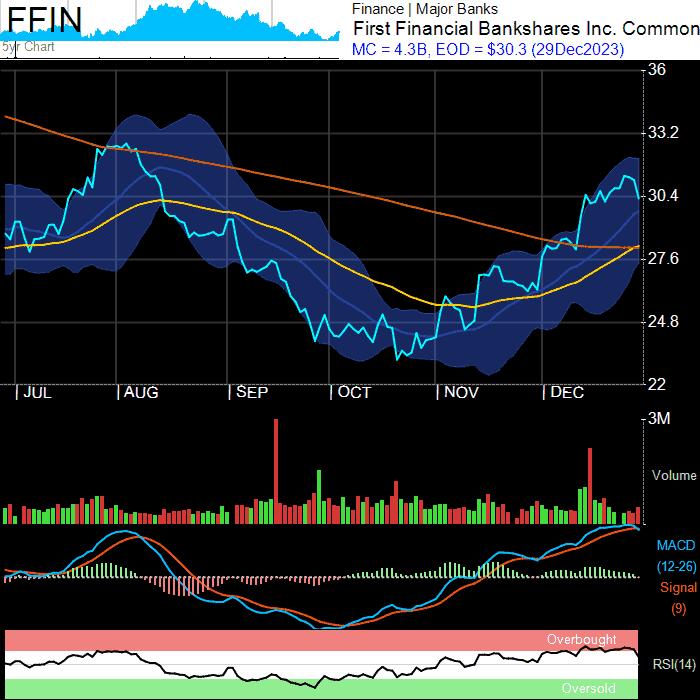 FFIN
5yr Chart
Finance | Major Banks
First Financial Bankshares Inc. Common
MC = 4.3B, EOD = $30.3 (29Dec2023)
36
33.2
30.4
27.6
24.8
22
| JUL | AUG | SEP | OCT | NOV | DEC
3M
Volume
MACD
(12-26)
Signal
(9)
Overbought
RSI(14)
Oversold